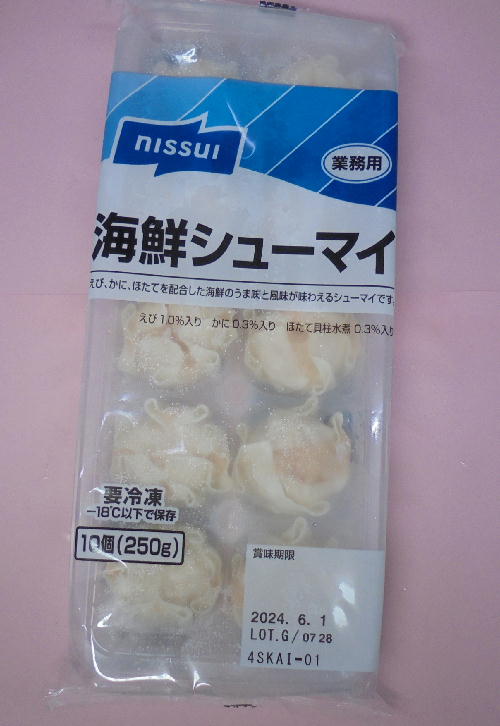 nissui
業務用
海鮮シューマイ
えび、かに、ほたてを配合した海鮮のうま味と風味が味わえるシューマイです。
えび1.0%入り かに0.3%入り ほたて貝柱水煮0.3%入り
要冷凍
-18℃以下で保存
10個(250g)
賞味期限
2024. 6. 1
LOT.G/0728
4SKAI-01